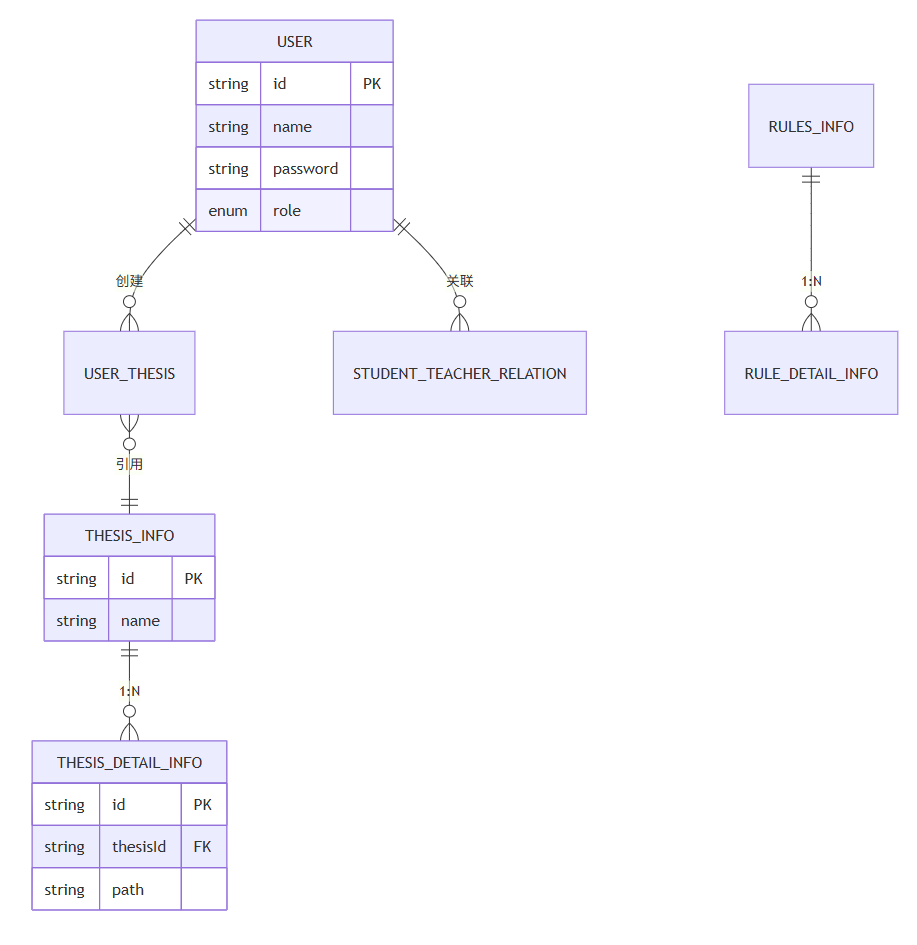 USER
string id PK
string name
string password
enum role
RULES_INFO
创建
关联
1:N
USER_THESIS
STUDENT_TEACHER_RELATION
RULE_DETAIL_INFO
引用
THESIS_INFO
string id PK
string name
1:N
THESIS_DETAIL_INFO
string id PK
string thesisId FK
string path